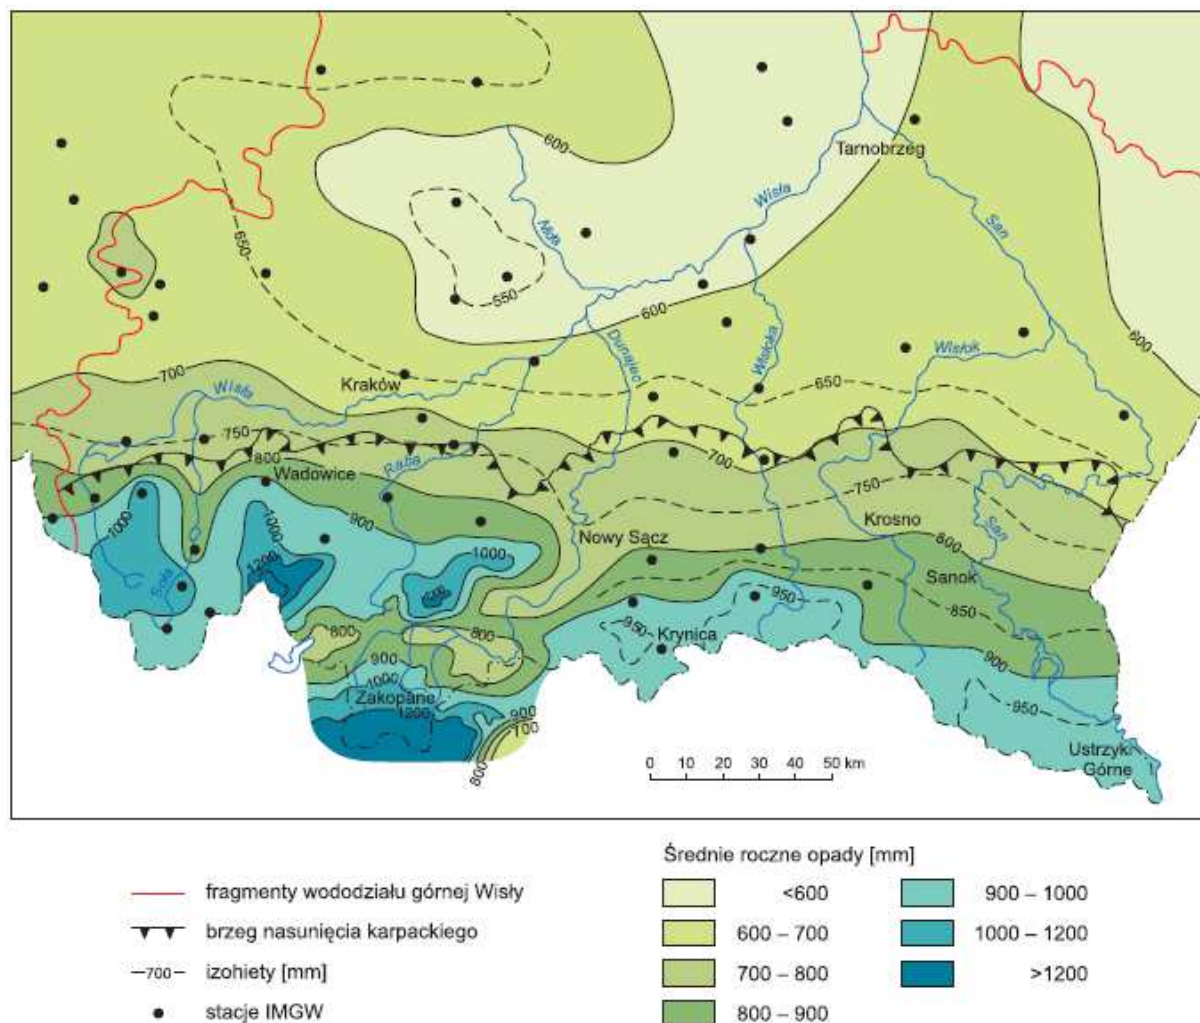 600
Tarnobrzeg
Nida
Wisła
San
650
550
600
600
Dunajec
Wisłoka
Wisłok
700
Wisła
Kraków
650
750
800
Wadowice
Raba
700
750
1000
1000
900
Nowy Sącz
Krosno
800
San
1200
1000
Sanok
Soła
850
800
800
950
950
Krynica
900
900
1000
Zakopane
1200
900
700
800
950
Ustrzyki
Górne
0 10 20 30 40 50 km
Średnie roczne opady [mm]
fragmenty wododziału górnej Wisły
<600
900 – 1000
brzeg nasunięcia karpackiego
600 – 700
1000 – 1200
700
izohiety [mm]
700 – 800
>1200
stacje IMGW
800 – 900